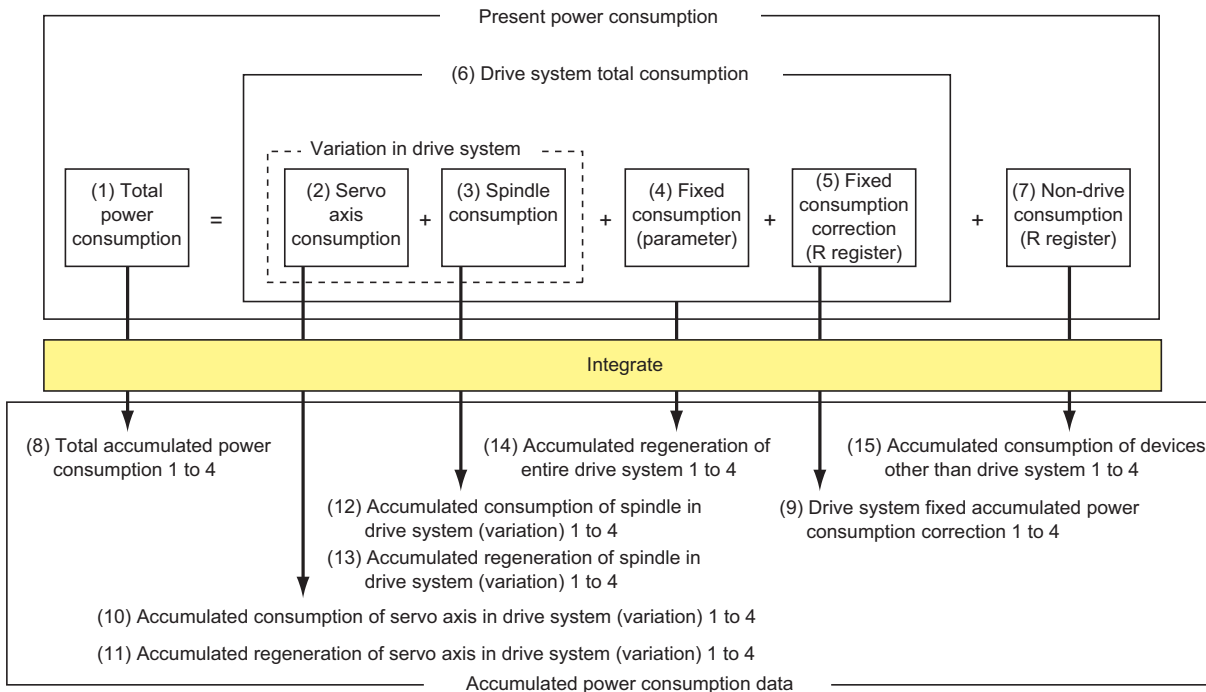 Present power consumption
(6) Drive system total consumption
Variation in drive system
(1) Total
power
consumption
=
(2) Servo
axis
consumption
+
(3) Spindle
consumption
+
(4) Fixed
consumption
(parameter)
+
(5) Fixed
consumption
correction
(R register)
+
(7) Non-drive
consumption
(R register)
Integrate
(8) Total accumulated power
consumption 1 to 4
(14) Accumulated regeneration of
entire drive system 1 to 4
(15) Accumulated consumption of devices
other than drive system 1 to 4
(12) Accumulated consumption of spindle in
drive system (variation) 1 to 4
(9) Drive system fixed accumulated power
consumption correction 1 to 4
(13) Accumulated regeneration of spindle in
drive system (variation) 1 to 4
(10) Accumulated consumption of servo axis in drive system (variation) 1 to 4
(11) Accumulated regeneration of servo axis in drive system (variation) 1 to 4
Accumulated power consumption data